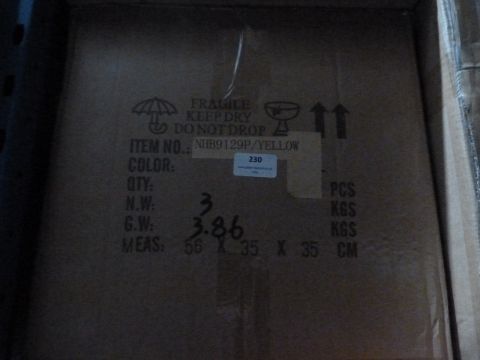 FRAGILE
KEEP DRY
DO NOT DROP
ITEM NO.: NHB9129P/YELLOW
230
COLOR:
QTY: PCS
N.W: 3 KGS
G.W: 3.86 KGS
MEAS: 56 X 35 X 35 CM